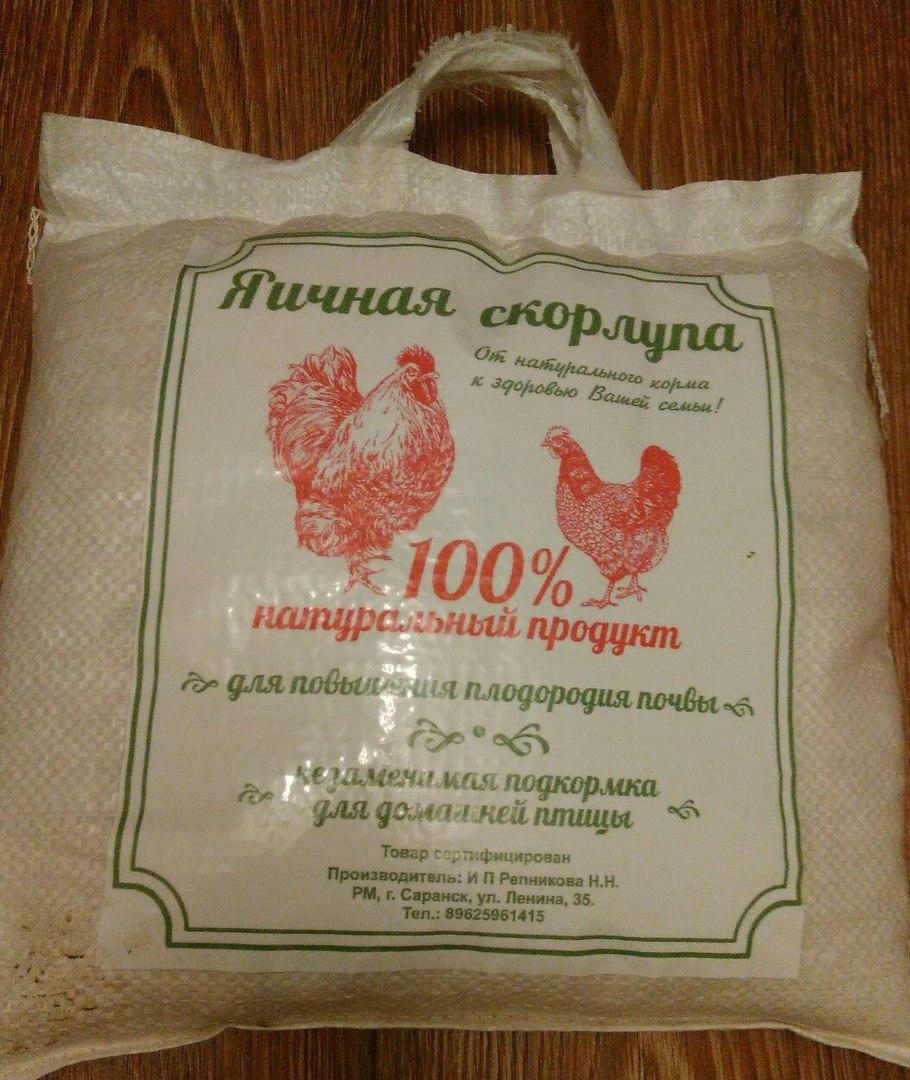 Яичная скорлупа
От натурального корма
к здоровью Вашей семьи!
100%
натуральный продукт
для повышения плодородия почвы
незаменимая подкормка
для домашней птицы
Товар сертифицирован
Производитель: И П Репникова Н.Н.
РМ, г. Саранск, ул. Ленина, 35.
Тел.: 89625961415